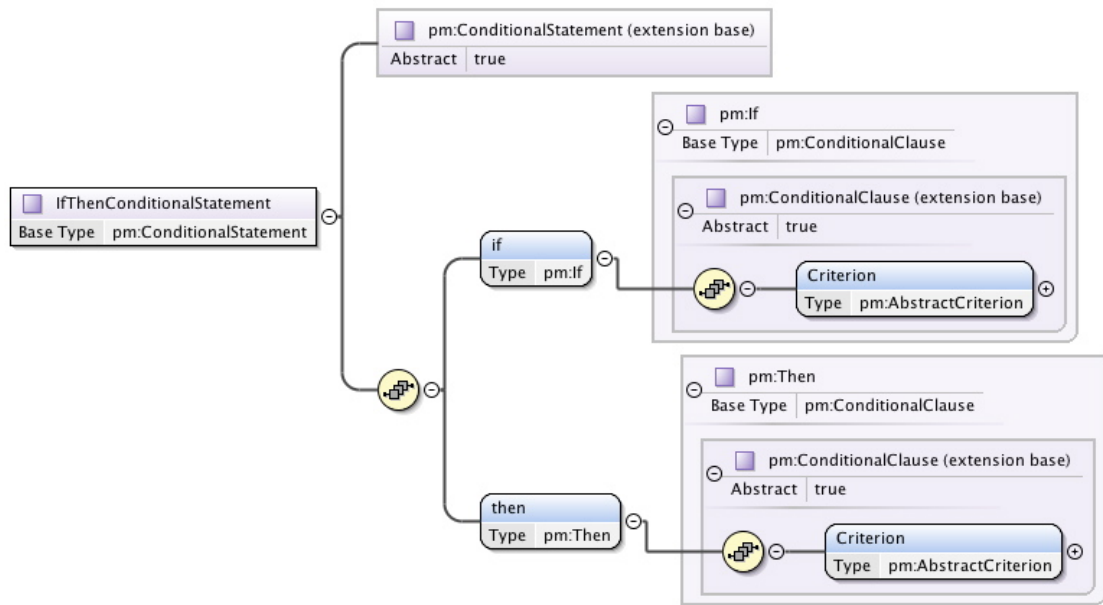 pm:ConditionalStatement (extension base)
Abstract true
pm:If
Base Type pm:ConditionalClause
pm:ConditionalClause (extension base)
Abstract true
IfThenConditionalStatement
Base Type pm:ConditionalStatement
if
Type pm:If
Criterion
Type pm:AbstractCriterion
pm:Then
Base Type pm:ConditionalClause
pm:ConditionalClause (extension base)
Abstract true
then
Type pm:Then
Criterion
Type pm:AbstractCriterion